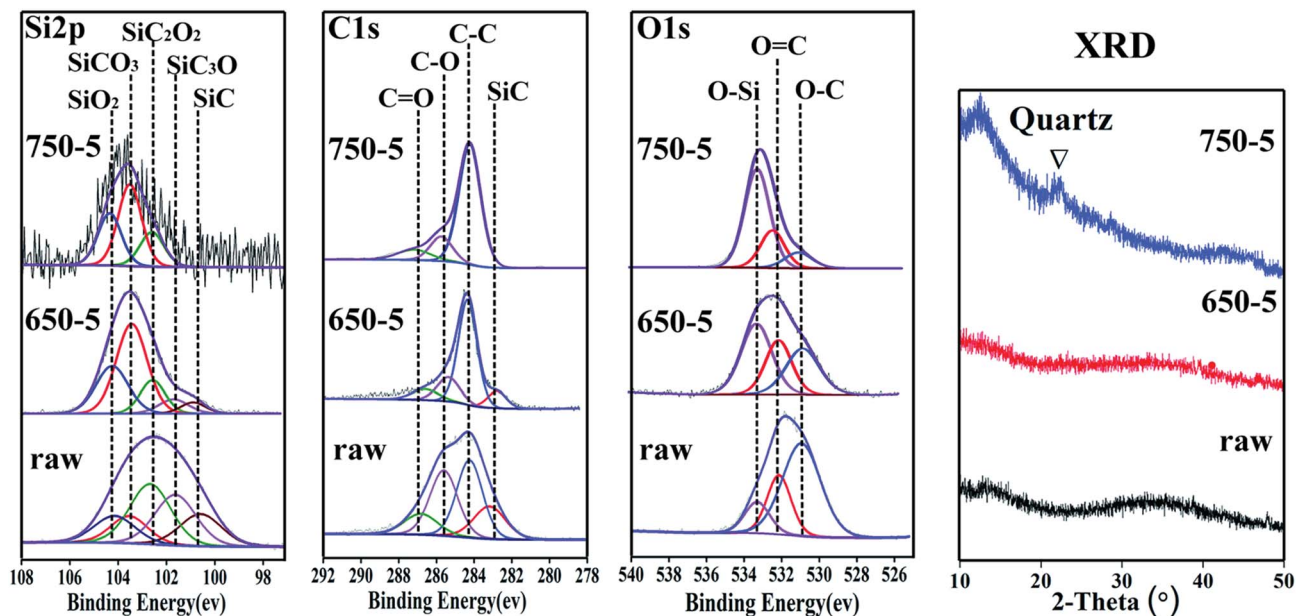 Si2p
SiC₂O₂
SiCO₃
SiC₃O
SiO₂
SiC
750-5
650-5
raw
108 106 104 102 100 98
Binding Energy(ev)
C1s
C-C
C-O
C=O
SiC
750-5
650-5
raw
292 290 288 286 284 282 280 278
Binding Energy(ev)
O1s
O=C
O-Si
O-C
750-5
650-5
raw
540 538 536 534 532 530 528 526
Binding Energy(ev)
XRD
Quartz
750-5
650-5
raw
10 20 30 40 50
2-Theta (°)